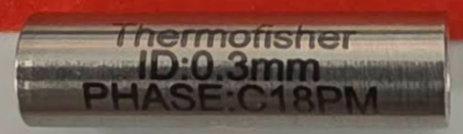 Thermofisher
ID:0.3mm
PHASE:C18PM